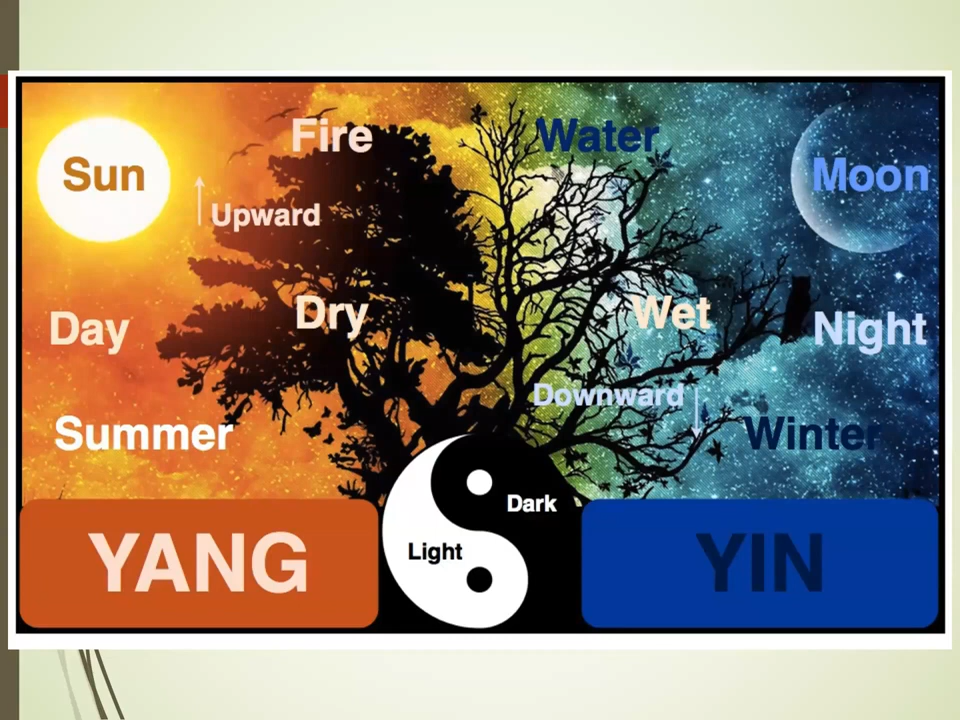 Fire
Water
Sun
Moon
Upward
Day
Dry
Wet
Night
Downward
Summer
Winter
Dark
Light
YANG
YIN